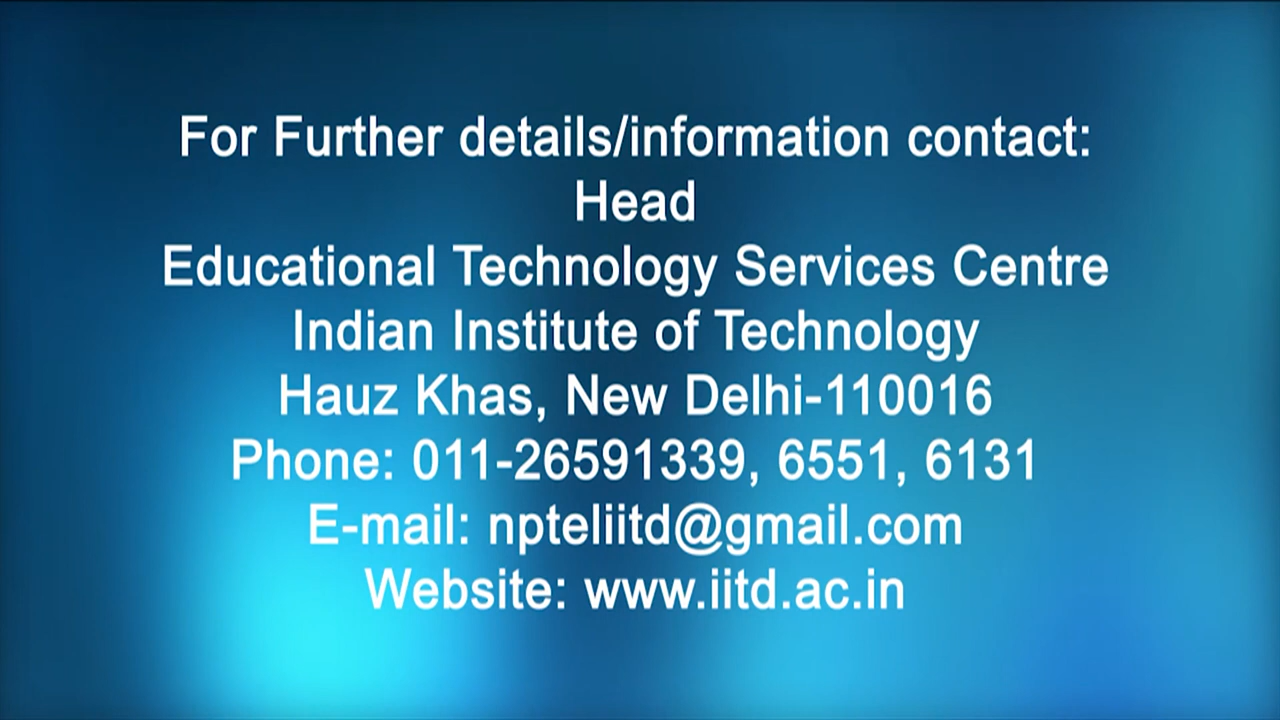 For Further details/information contact:
Head
Educational Technology Services Centre
Indian Institute of Technology
Hauz Khas, New Delhi-110016
Phone: 011-26591339, 6551, 6131
E-mail: npteliitd@gmail.com
Website: www.iitd.ac.in